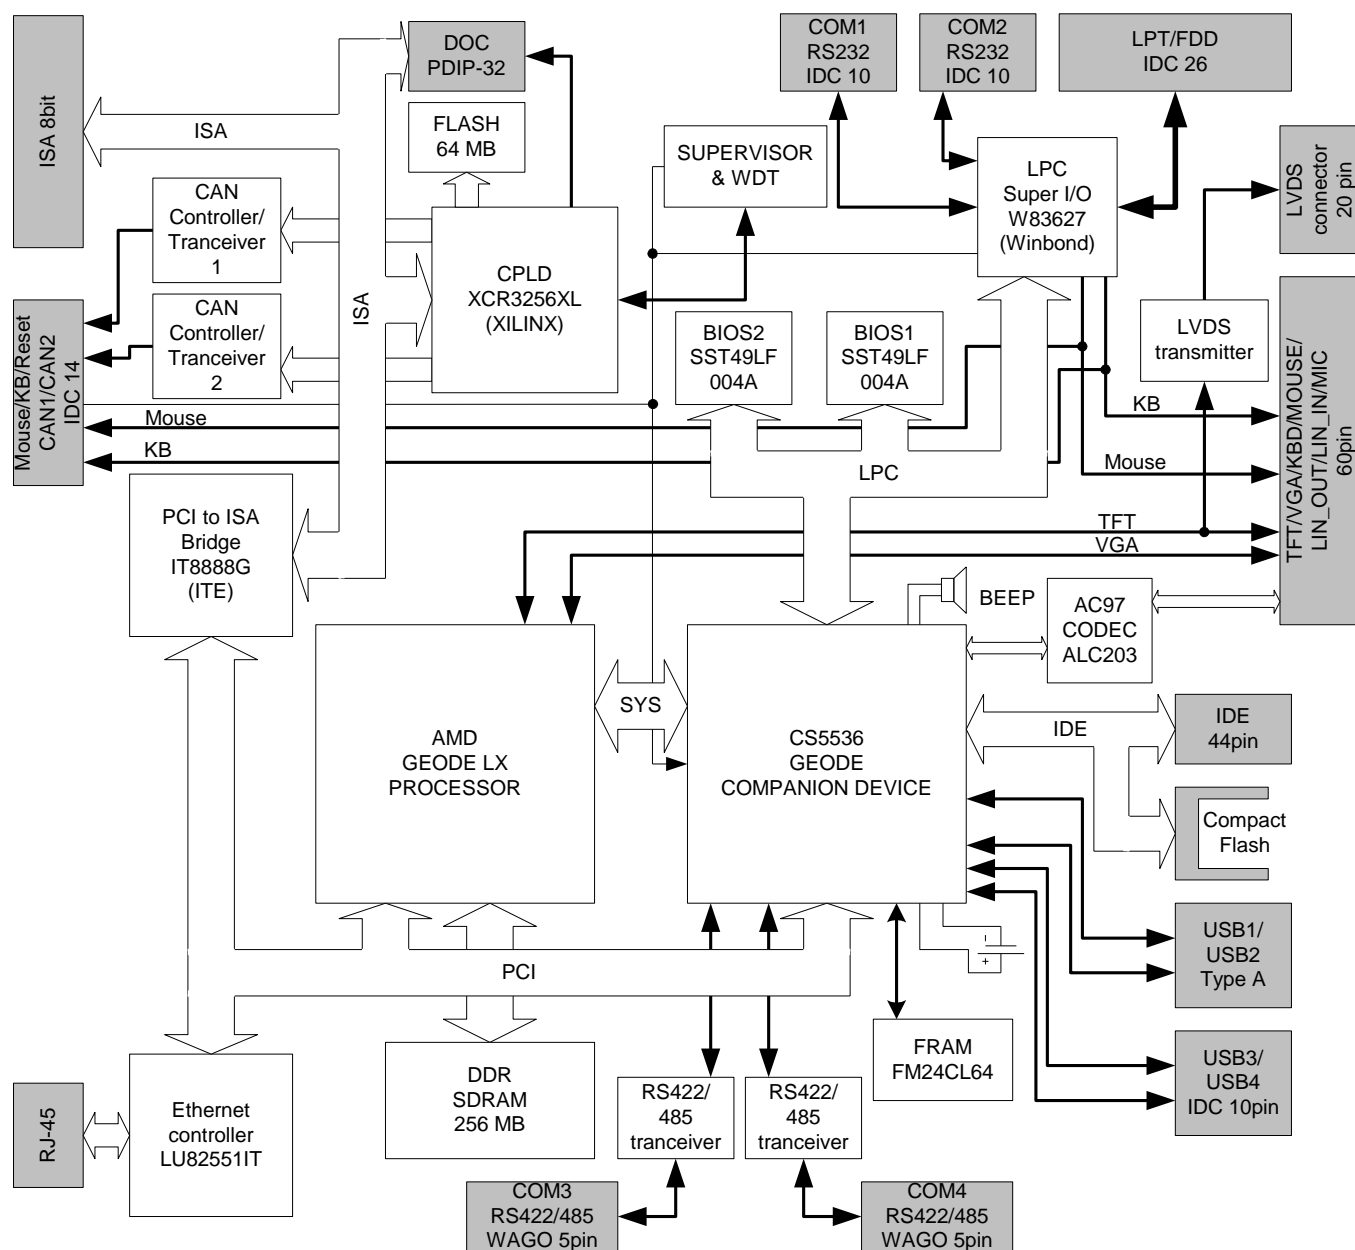 ISA 8bit
DOC
PDIP-32
COM1
RS232
IDC 10
COM2
RS232
IDC 10
LPT/FDD
IDC 26
ISA
FLASH
64 MB
SUPERVISOR
& WDT
LPC
Super I/O
W83627
(Winbond)
LVDS
connector
20 pin
CAN
Controller/
Tranceiver
1
CPLD
XCR3256XL
(XILINX)
ISA
CAN
Controller/
Tranceiver
2
Mouse/KB/Reset
CAN1/CAN2
IDC 14
BIOS2
SST49LF
004A
BIOS1
SST49LF
004A
LVDS
transmitter
TFT/VGA/KBD/MOUSE/
LIN_OUT/LIN_IN/MIC
60pin
Mouse
KB
KB
Mouse
LPC
PCI to ISA
Bridge
IT8888G
(ITE)
TFT
VGA
BEEP
AC97
CODEC
ALC203
AMD
GEODE LX
PROCESSOR
SYS
CS5536
GEODE
COMPANION DEVICE
IDE
IDE
44pin
Compact
Flash
USB1/
USB2
Type A
-
+
PCI
USB3/
USB4
IDC 10pin
FRAM
FM24CL64
DDR
SDRAM
256 MB
RS422/
485
tranceiver
RS422/
485
tranceiver
RJ-45
Ethernet
controller
LU82551IT
COM3
RS422/485
WAGO 5pin
COM4
RS422/485
WAGO 5pin